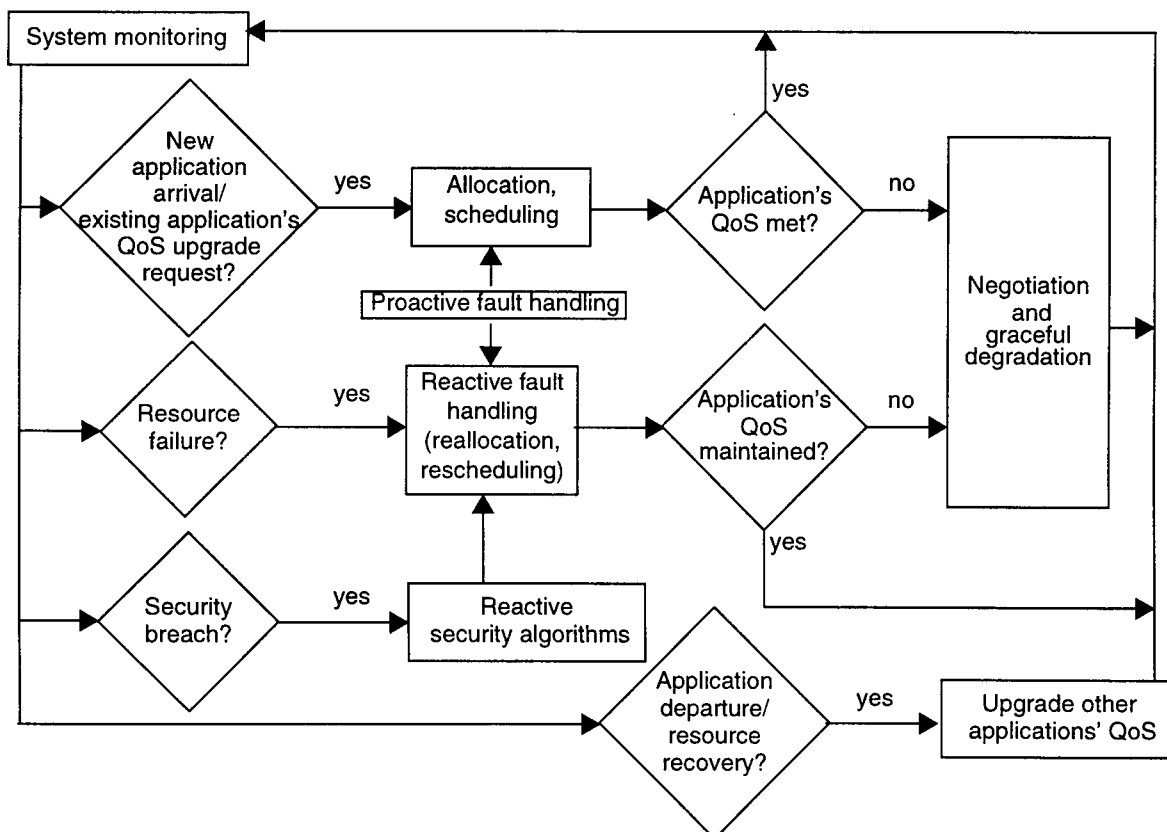 System monitoring
yes
New
application
arrival/
existing application's
QoS upgrade
request?
yes
Allocation,
scheduling
Application's
QoS met?
no
Proactive fault handling
Negotiation
and
graceful
degradation
Resource
failure?
yes
Reactive fault
handling
(reallocation,
rescheduling)
Application's
QoS
maintained?
no
yes
Security
breach?
yes
Reactive
security algorithms
Application
departure/
resource
recovery?
yes
Upgrade other
applications' QoS